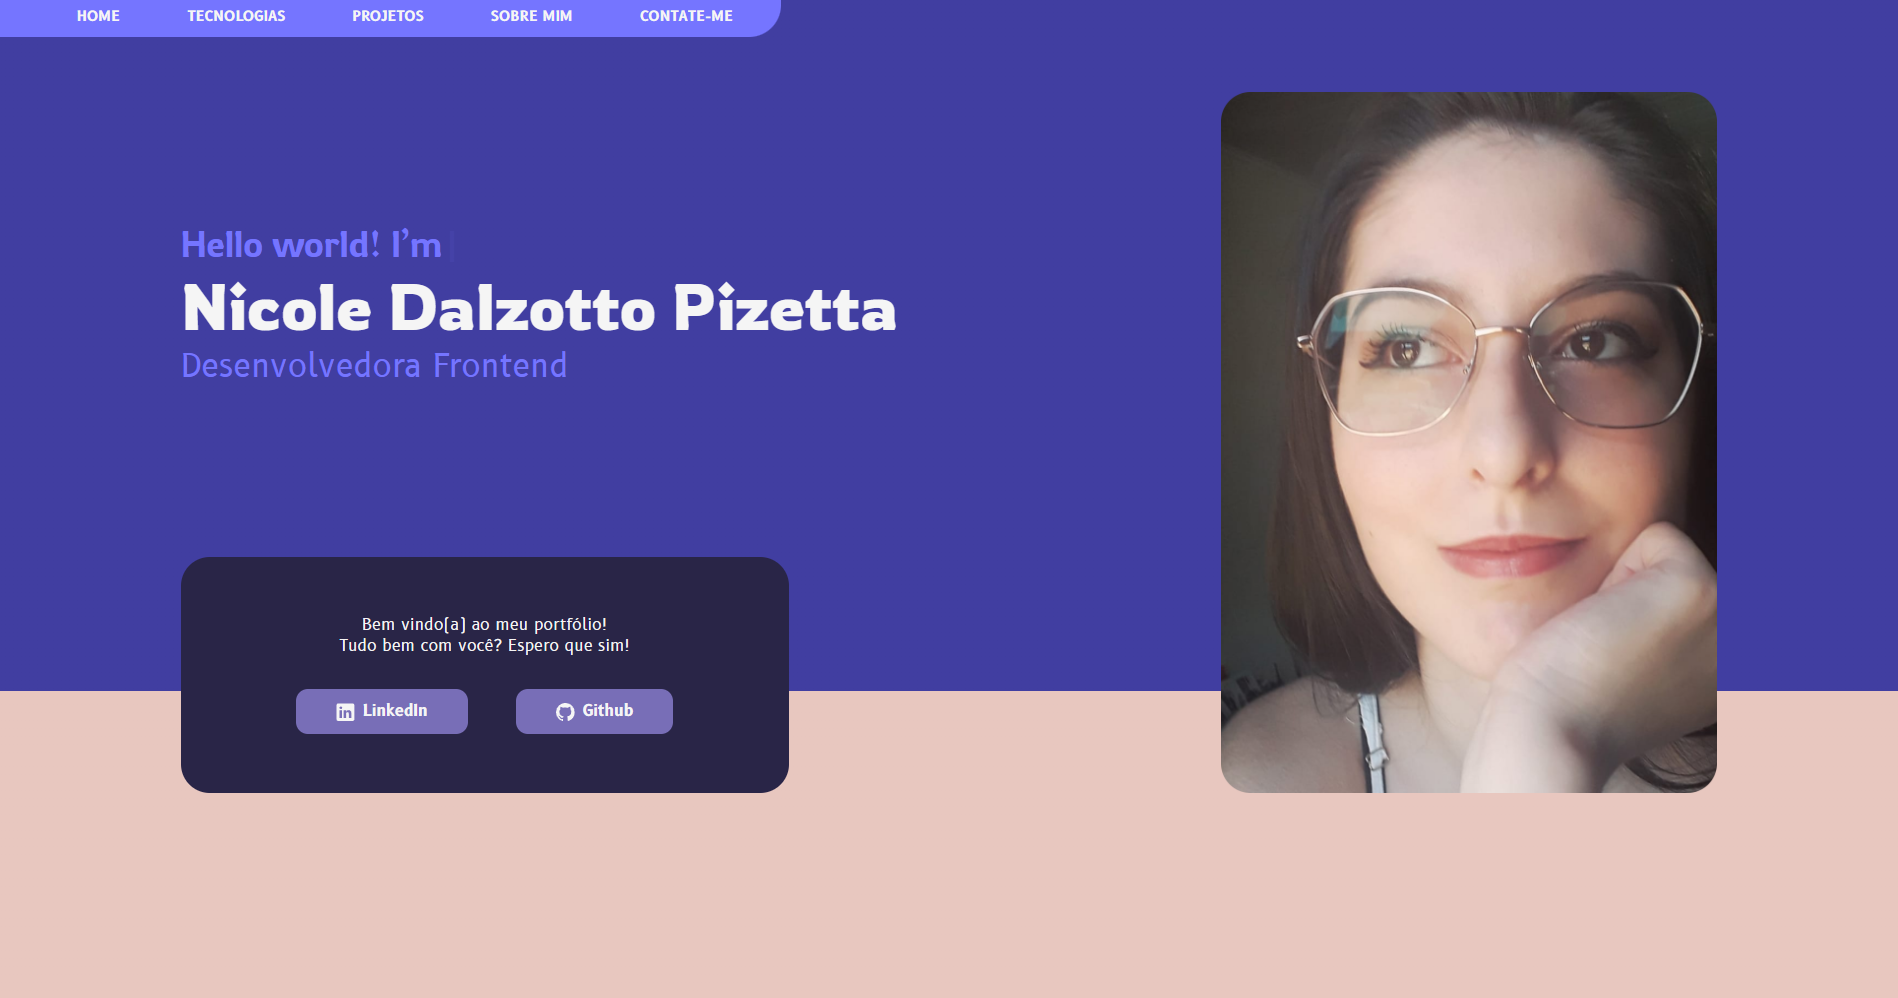 HOME TECNOLOGIAS PROJETOS SOBRE MIM CONTATE-ME
Hello world! I'm
Nicole Dalzotto Pizetta
Desenvolvedora Frontend
Bem vindo(a) ao meu portfólio!
Tudo bem com você? Espero que sim!
LinkedIn Github